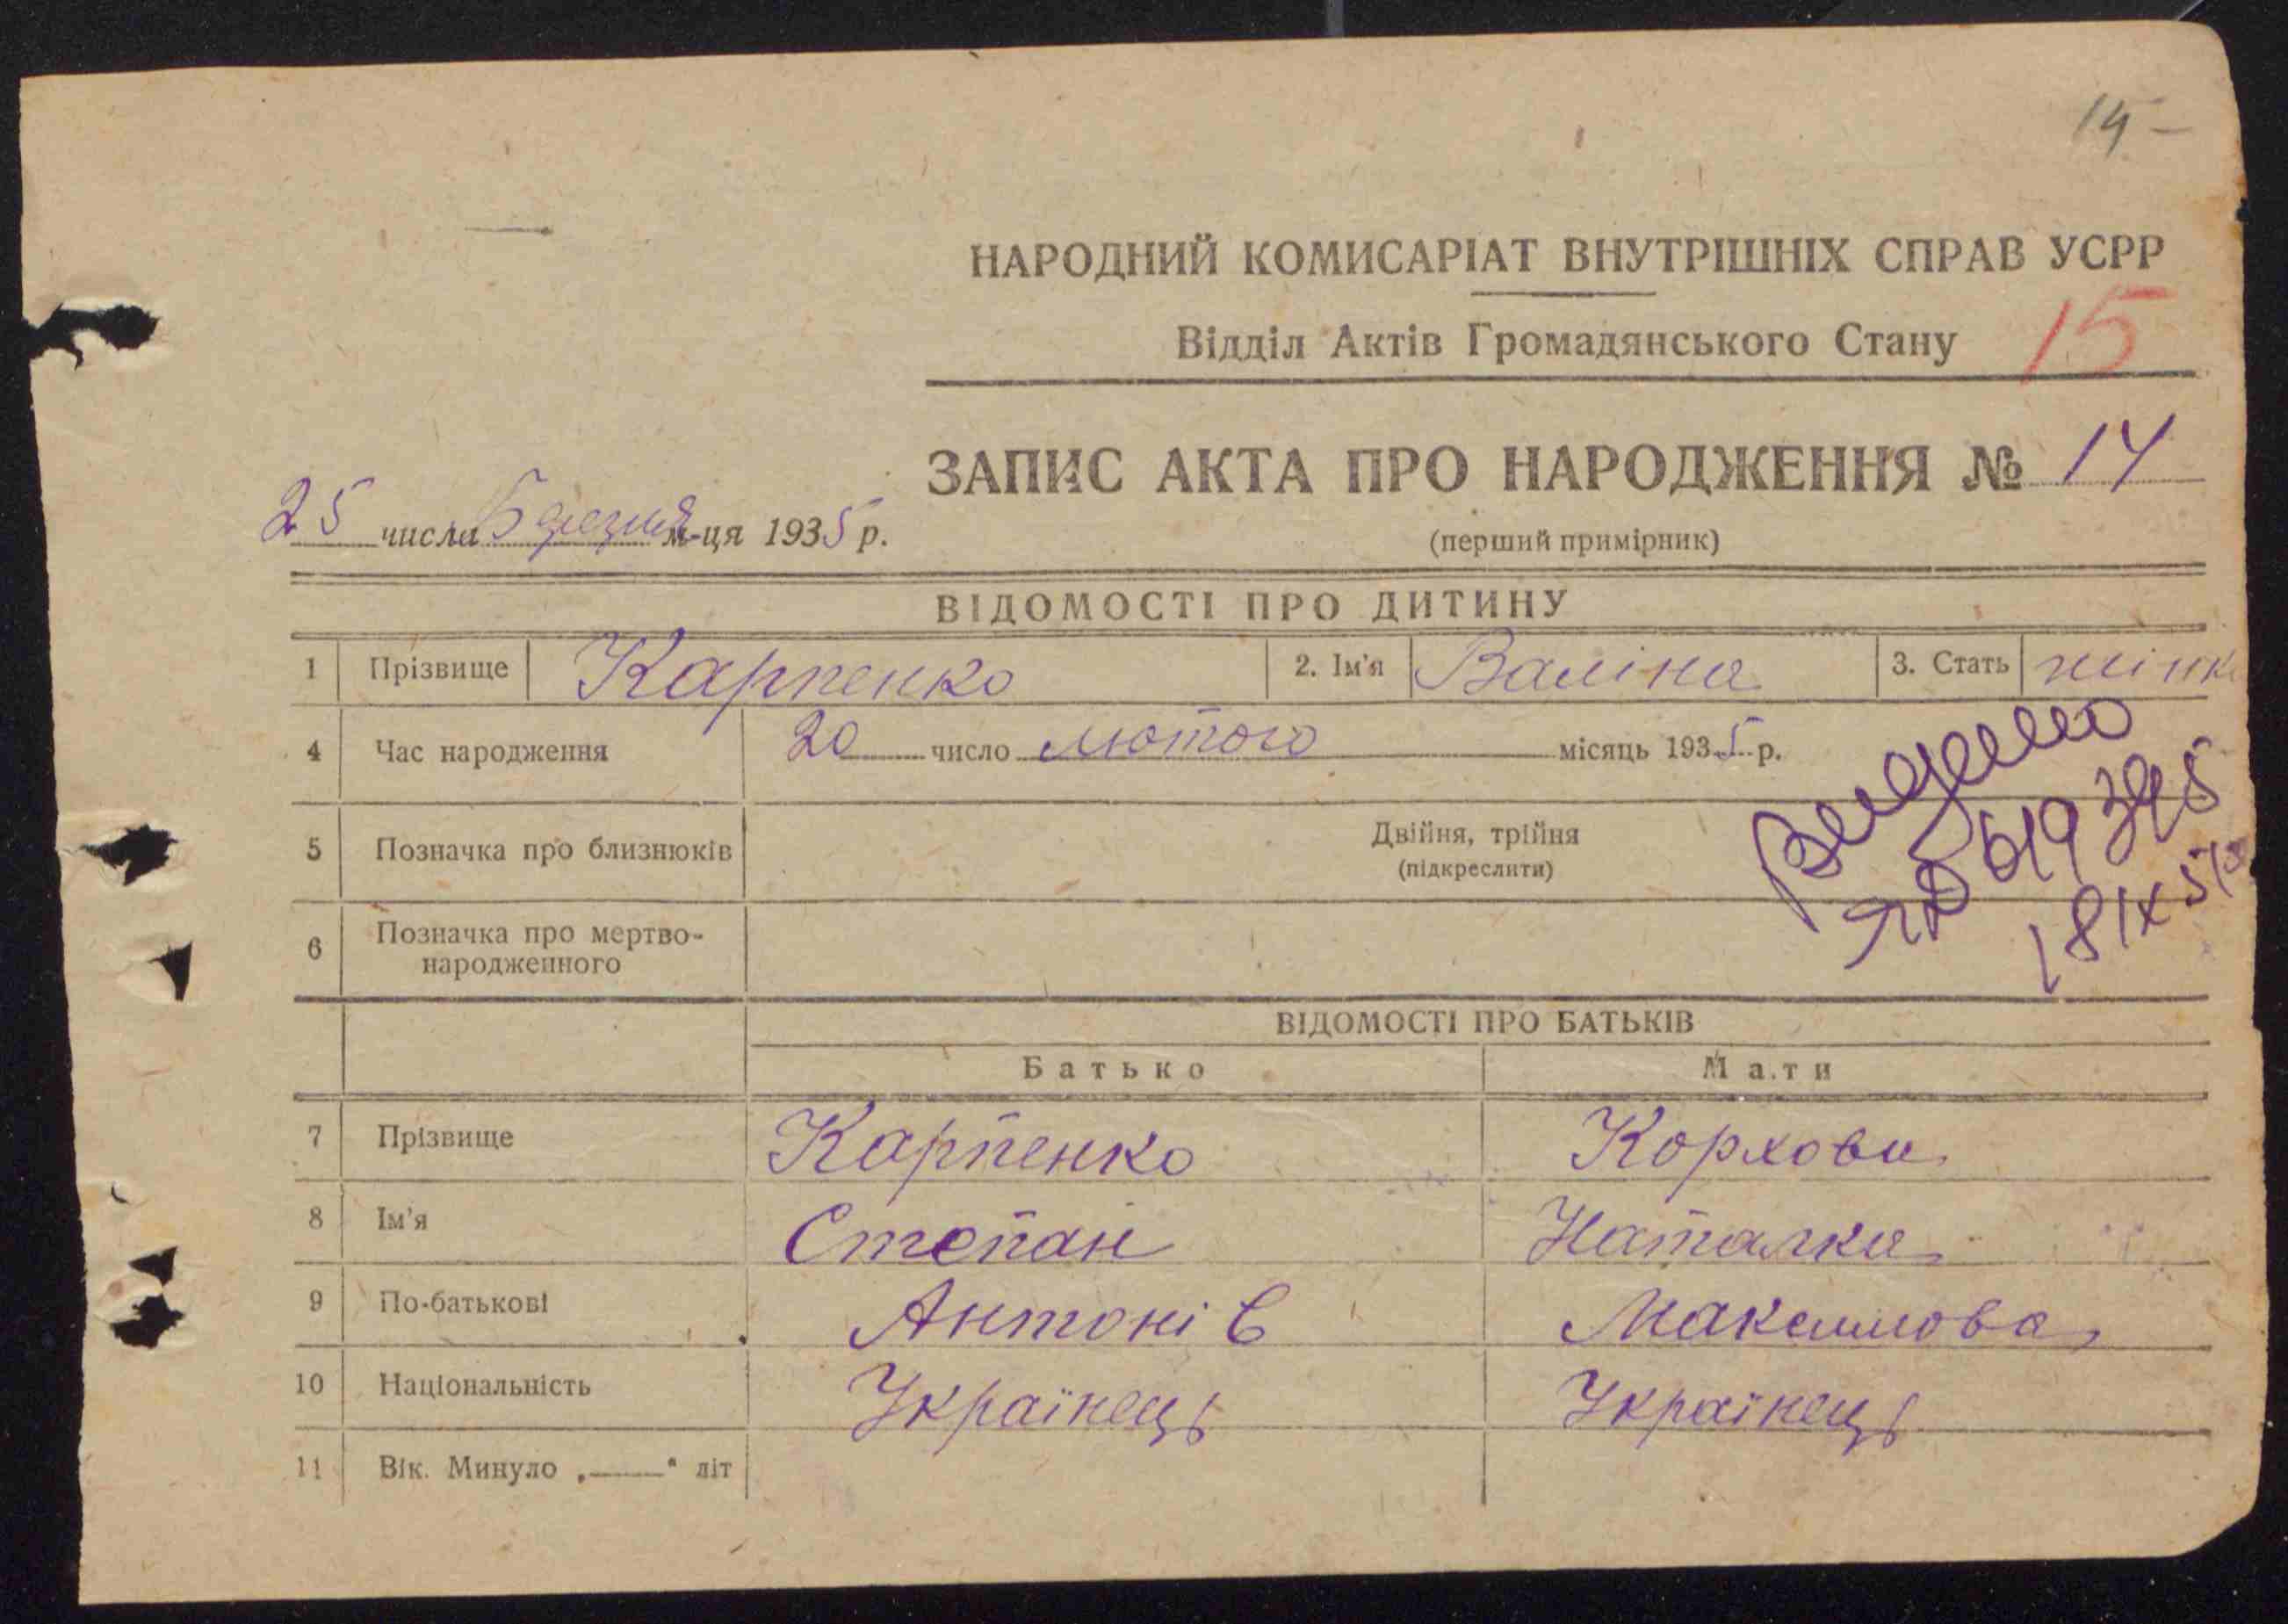 14 -
НАРОДНИЙ КОМИСАРІАТ ВНУТРІШНІХ СПРАВ УСРР
Відділ Актів Громадянського Стану
15
ЗАПИС АКТА ПРО НАРОДЖЕННЯ № 14
25 числа Березня м-ця 1935 р.
(перший примірник)
ВІДОМОСТІ ПРО ДИТИНУ
1 Прізвище Карпенко 2. Ім'я Валіна 3. Стать жінк
4 Час народження 20 число лютого місяць 1935 р.
5 Позначка про близнюків Двійня, трійня
(підкреслити)
6 Позначка про мертво-
народженного
ВІДОМОСТІ ПРО БАТЬКІВ
Батько Мати
7 Прізвище Карпенко Корхова
8 Ім'я Степан Наталка
9 По-батькові Антонів Максимова
10 Національність Українець Українець
11 Вік. Минуло „——“ літ